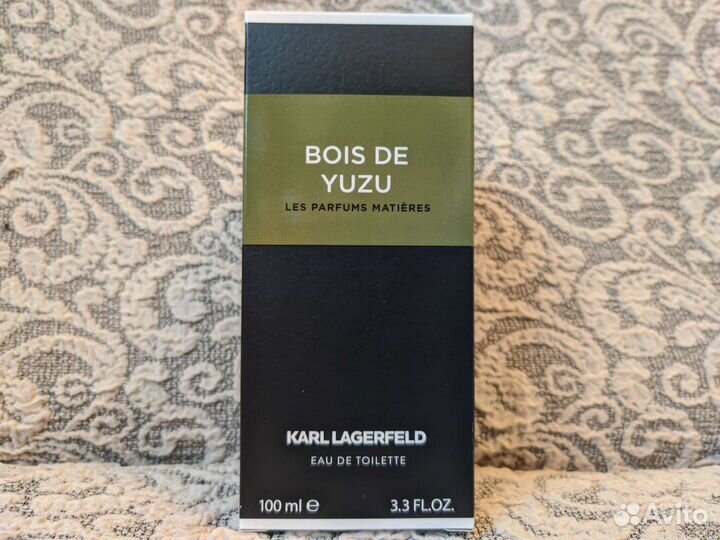 BOIS DE
YUZU
LES PARFUMS MATIÈRES
KARL LAGERFELD
EAU DE TOILETTE
100 ml ℮ 3.3 FL.OZ.
Avito